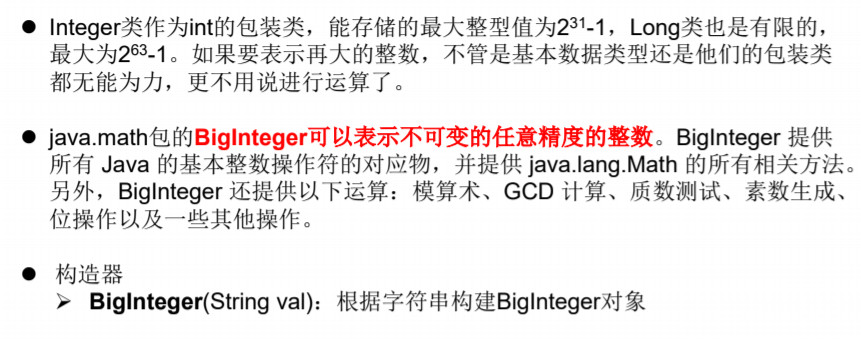 ● Integer类作为int的包装类，能存储的最大整型值为2³¹-1，Long类也是有限的，
最大为2⁶³-1。如果要表示再大的整数，不管是基本数据类型还是他们的包装类
都无能为力，更不用说进行运算了。
● java.math包的BigInteger可以表示不可变的任意精度的整数。BigInteger 提供
所有 Java 的基本整数操作符的对应物，并提供 java.lang.Math 的所有相关方法。
另外，BigInteger 还提供以下运算：模算术、GCD 计算、质数测试、素数生成、
位操作以及一些其他操作。
● 构造器
➢ BigInteger(String val)：根据字符串构建BigInteger对象